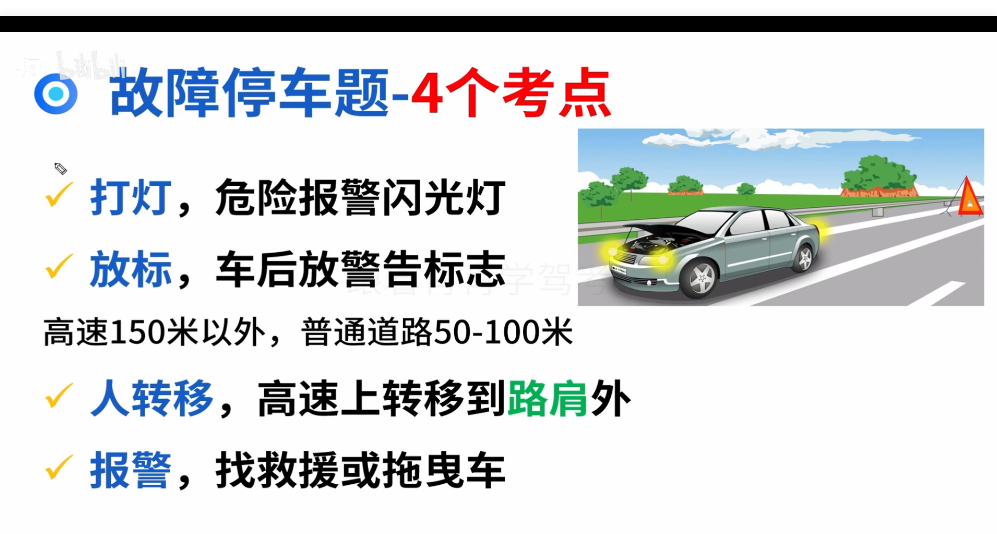 bilibili
故障停车题-4个考点
打灯，危险报警闪光灯
放标，车后放警告标志
高速150米以外，普通道路50-100米
人转移，高速上转移到路肩外
报警，找救援或拖曳车